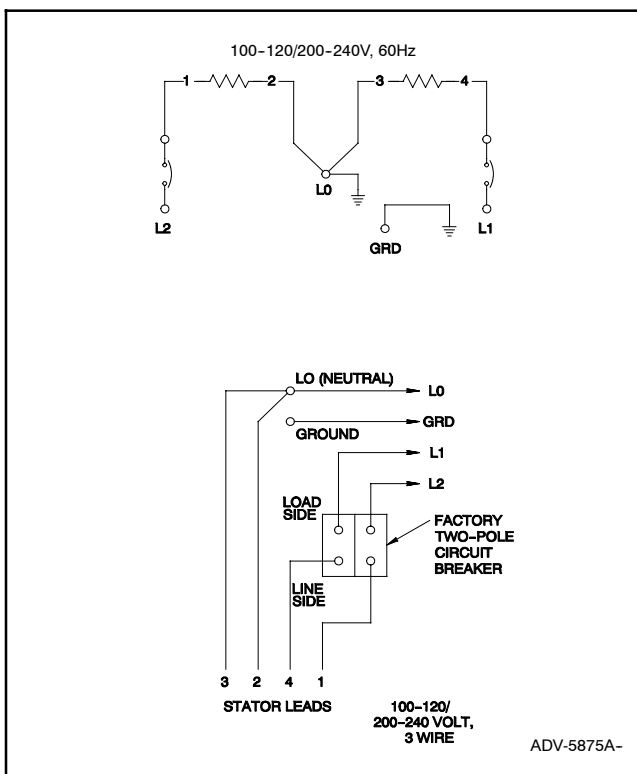 100-120/200-240V, 60Hz
1 2 3 4
L0
L2 GRD L1
LO (NEUTRAL) L0
GROUND GRD
L1
L2
LOAD
SIDE
FACTORY
TWO-POLE
CIRCUIT
BREAKER
LINE
SIDE
3 2 4 1
STATOR LEADS
100-120/
200-240 VOLT,
3 WIRE
ADV-5875A-